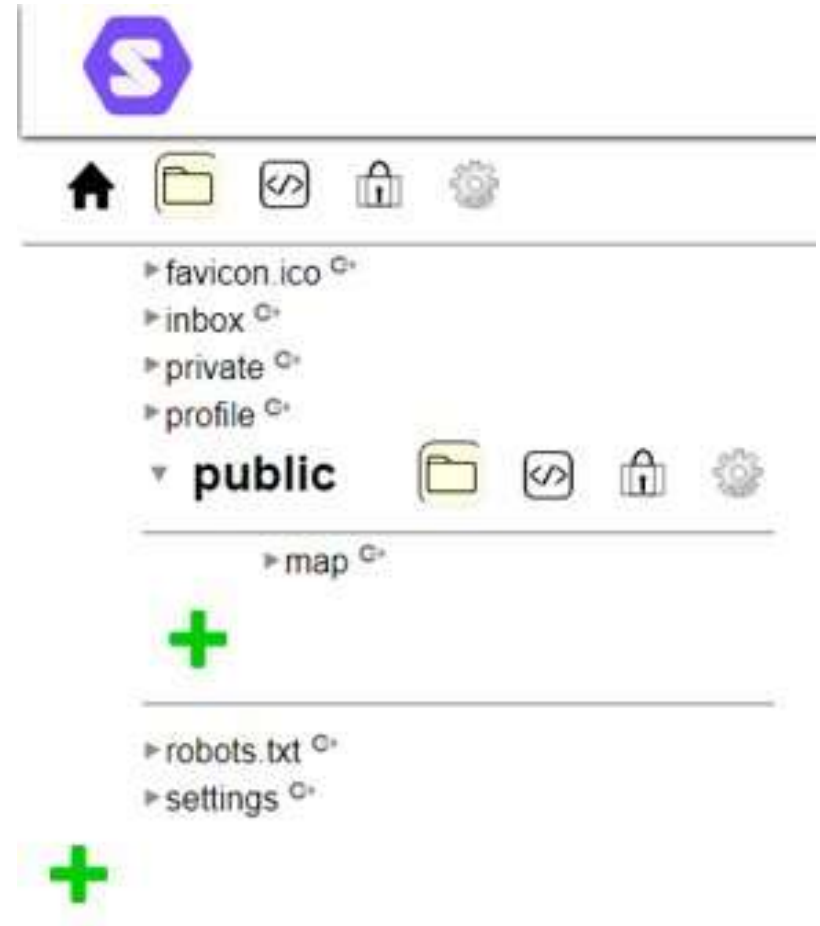 S
favicon.ico
inbox
private
profile
public
</>
map
robots.txt
settings